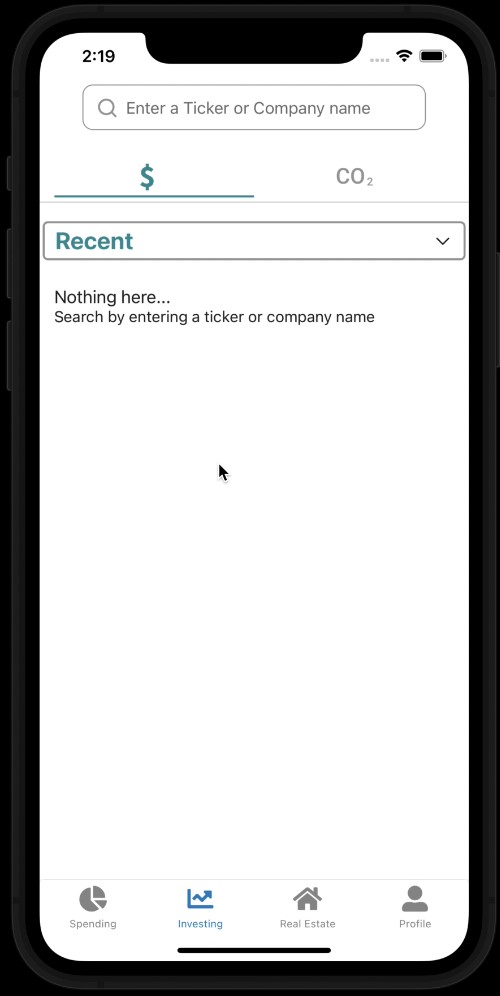 2:19
Enter a Ticker or Company name
$
CO₂
Recent
Nothing here...
Search by entering a ticker or company name
Spending
Investing
Real Estate
Profile